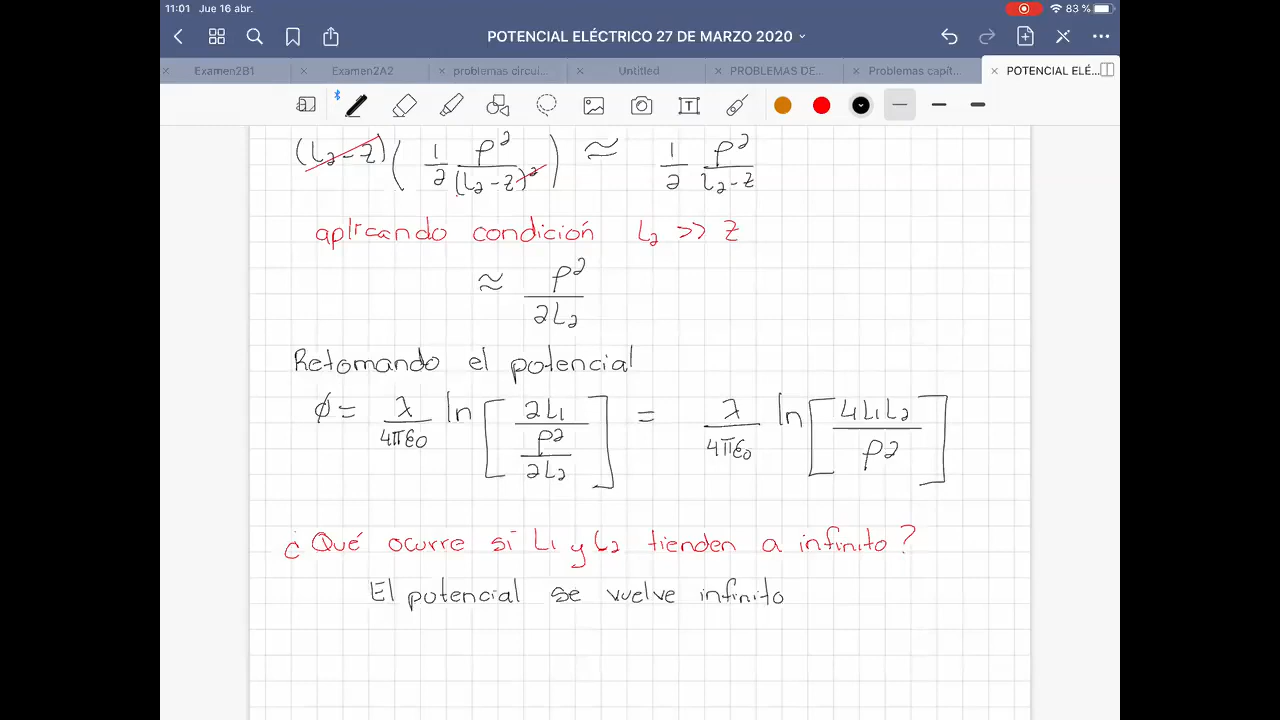 11:01 Jue 16 abr. 83 %
POTENCIAL ELÉCTRICO 27 DE MARZO 2020
Examen2B1 Examen2A2 problemas circui... Untitled PROBLEMAS DE... Problemas capít... POTENCIAL ELÉ...
(L₂-z)(1/2 ρ²/(L₂-z)²) ≈ 1/2 ρ²/(L₂-z)
aplicando condición L₂ >> z
≈ ρ²/(2L₂)
Retomando el potencial
ϕ = λ/(4πε₀) ln [2L₁/(ρ²/(2L₂))] = λ/(4πε₀) ln [4L₁L₂/ρ²]
¿Qué ocurre si L₁ y L₂ tienden a infinito?
El potencial se vuelve infinito